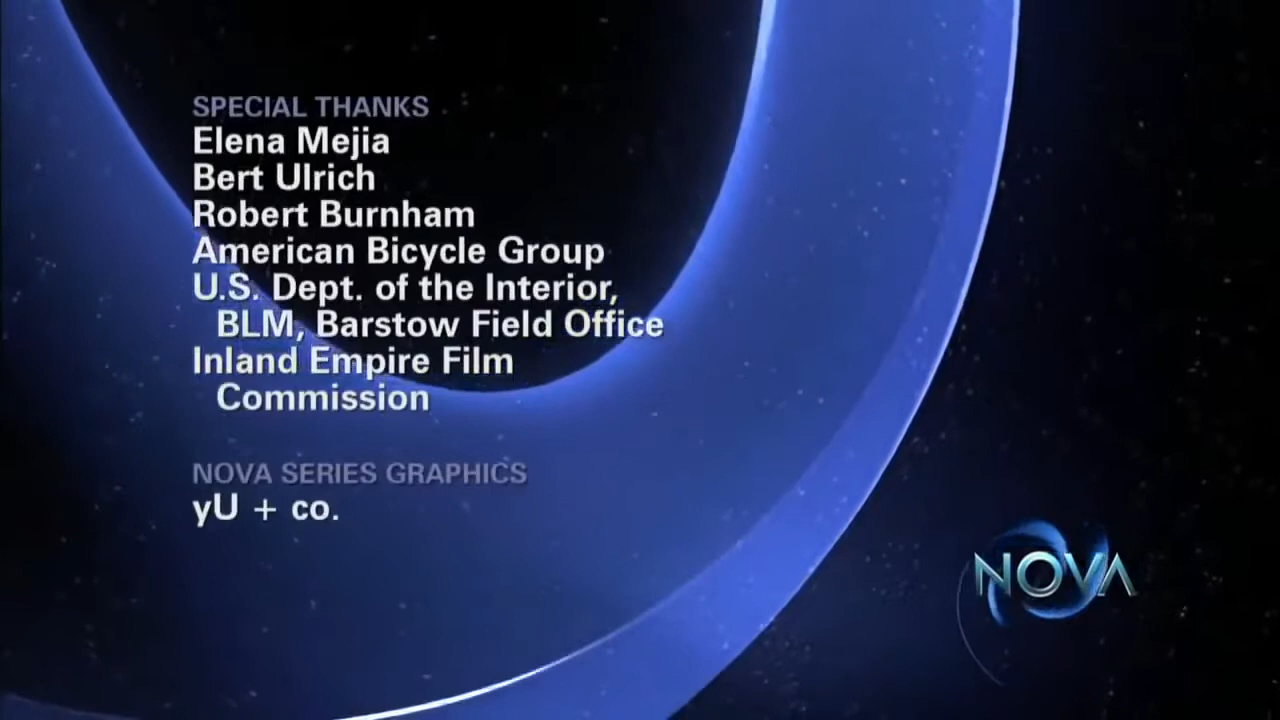 SPECIAL THANKS
Elena Mejia
Bert Ulrich
Robert Burnham
American Bicycle Group
U.S. Dept. of the Interior,
BLM, Barstow Field Office
Inland Empire Film
Commission
NOVA SERIES GRAPHICS
yU + co.
NOVA